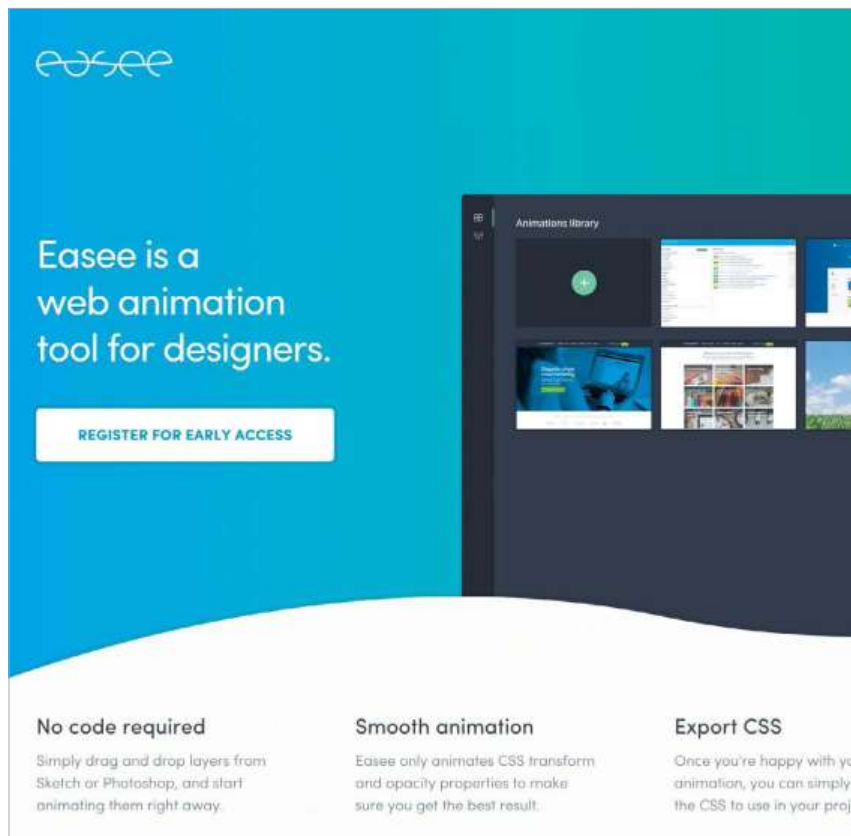 easee
Easee is a
web animation
tool for designers.
REGISTER FOR EARLY ACCESS
Animations library
No code required
Simply drag and drop layers from
Sketch or Photoshop, and start
animating them right away.
Smooth animation
Easee only animates CSS transform
and opacity properties to make
sure you get the best result.
Export CSS
Once you're happy with yo
animation, you can simply
the CSS to use in your proj